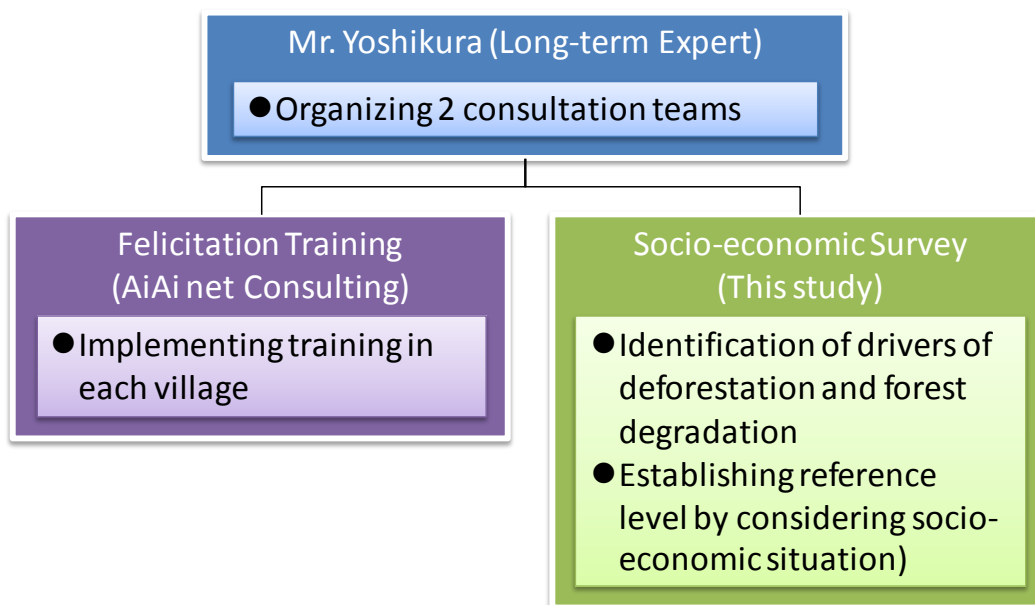 Mr. Yoshikura (Long-term Expert)
●Organizing 2 consultation teams
Felicitation Training
(AiAi net Consulting)
●Implementing training in
each village
Socio-economic Survey
(This study)
●Identification of drivers of
deforestation and forest
degradation
●Establishing reference
level by considering socio-
economic situation)